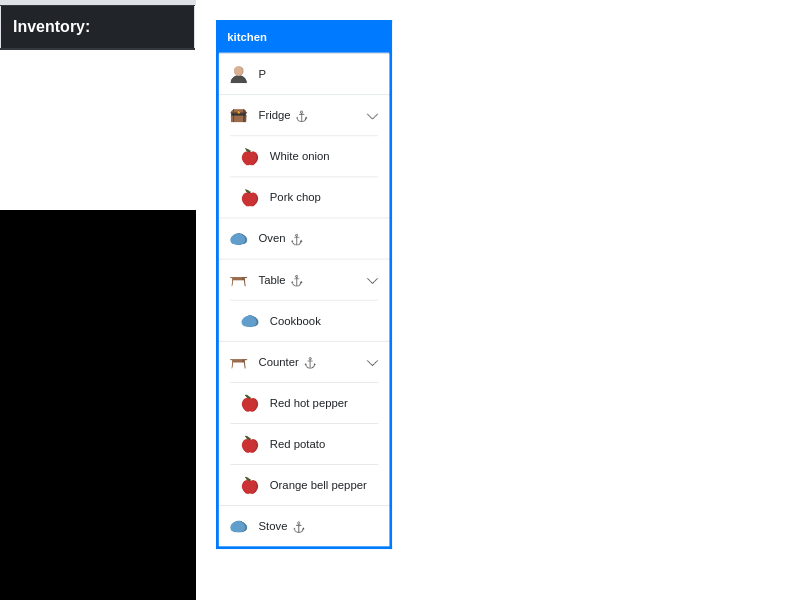 Inventory:
kitchen
P
Fridge
White onion
Pork chop
Oven
Table
Cookbook
Counter
Red hot pepper
Red potato
Orange bell pepper
Stove